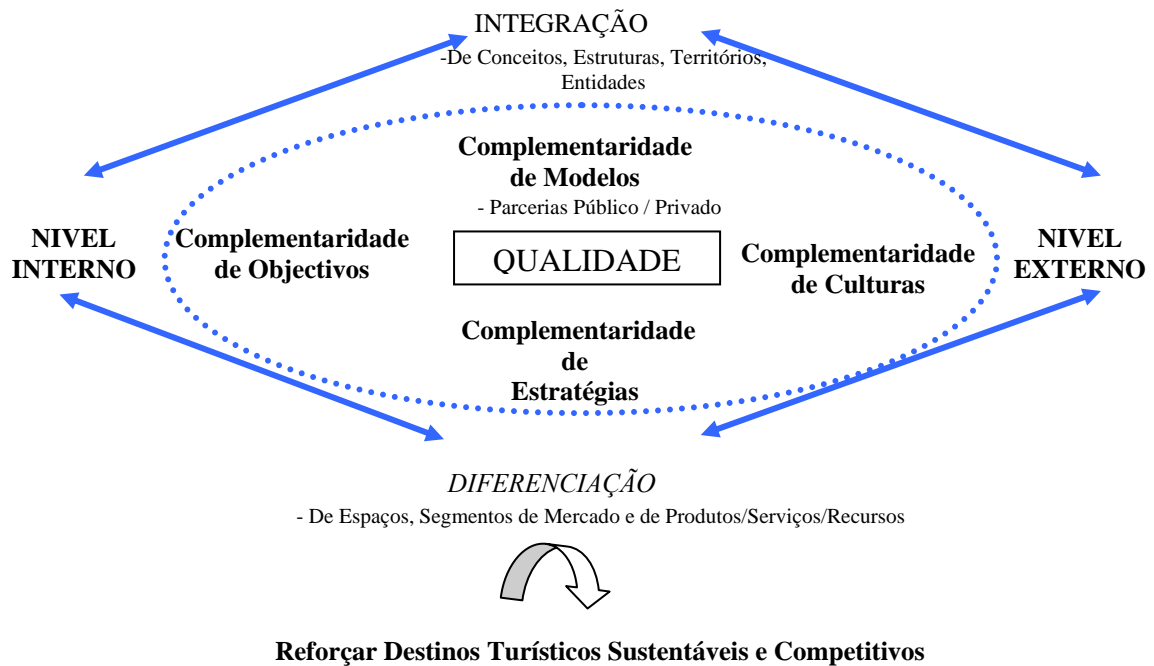 INTEGRAÇÃO
-De Conceitos, Estruturas, Territórios,
Entidades
Complementaridade
de Modelos
- Parcerias Público / Privado
NIVEL
INTERNO
Complementaridade
de Objectivos
QUALIDADE
Complementaridade
de Culturas
NIVEL
EXTERNO
Complementaridade
de
Estratégias
DIFERENCIAÇÃO
- De Espaços, Segmentos de Mercado e de Produtos/Serviços/Recursos
Reforçar Destinos Turísticos Sustentáveis e Competitivos